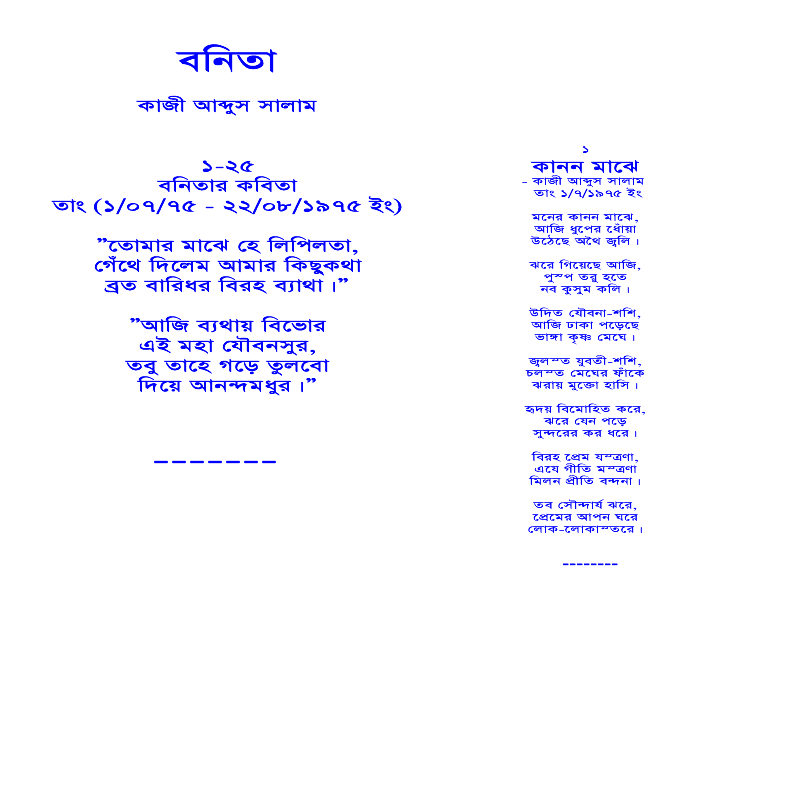 বনিতা
কাজী আব্দুস সালাম
১-২৫
বনিতার কবিতা
তাং (১/০৭/৭৫ - ২২/০৮/১৯৭৫ ইং)
”তোমার মাঝে হে লিপিলতা,
গেঁথে দিলেম আমার কিছুকথা
ব্রত বারিধর বিরহ ব্যাথা।”
”আজি ব্যথায় বিভোর
এই মহা যৌবনসুর,
তবু তাহে গড়ে তুলবো
দিয়ে আনন্দমধুর।”
-------
১
কানন মাঝে
- কাজী আব্দুস সালাম
তাং ১/৭/১৯৭৫ ইং
মনের কানন মাঝে,
আজি ধুপের ধোঁয়া
উঠেছে অথৈ জুলি।
ঝরে গিয়েছে আজি,
পুস্প তরু হতে
নব কুসুম কলি।
উদিত যৌবনা-শশি,
আজি ঢাকা পড়েছে
ভাঙ্গা কৃষ্ণ মেঘে।
জুলন্ত যুবতী-শশি,
চলন্ত মেঘের ফাঁকে
ঝরায় মুক্তো হাসি।
হৃদয় বিমোহিত করে,
ঝরে যেন পড়ে
সুন্দরের কর ধরে।
বিরহ প্রেম যন্ত্রণা,
এযে গীতি মন্ত্রণা
মিলন প্রীতি বন্দনা।
তব সৌন্দার্য ঝরে,
প্রেমের আপন ঘরে
লোক-লোকান্তরে।
--------